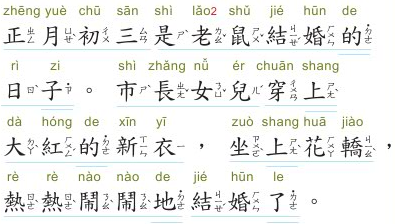 zhēng yuè chū sān shì lǎo2 shǔ jié hūn de
正月初三是老鼠結婚的
rì zi shì zhǎng nǚ ér chuān shang
日子。市長女兒穿上
dà hóng de xīn yī zuò shang huā jiào
大紅的新衣，坐上花轎，
rè rè nào nào de jié hūn le
熱熱鬧鬧地結婚了。